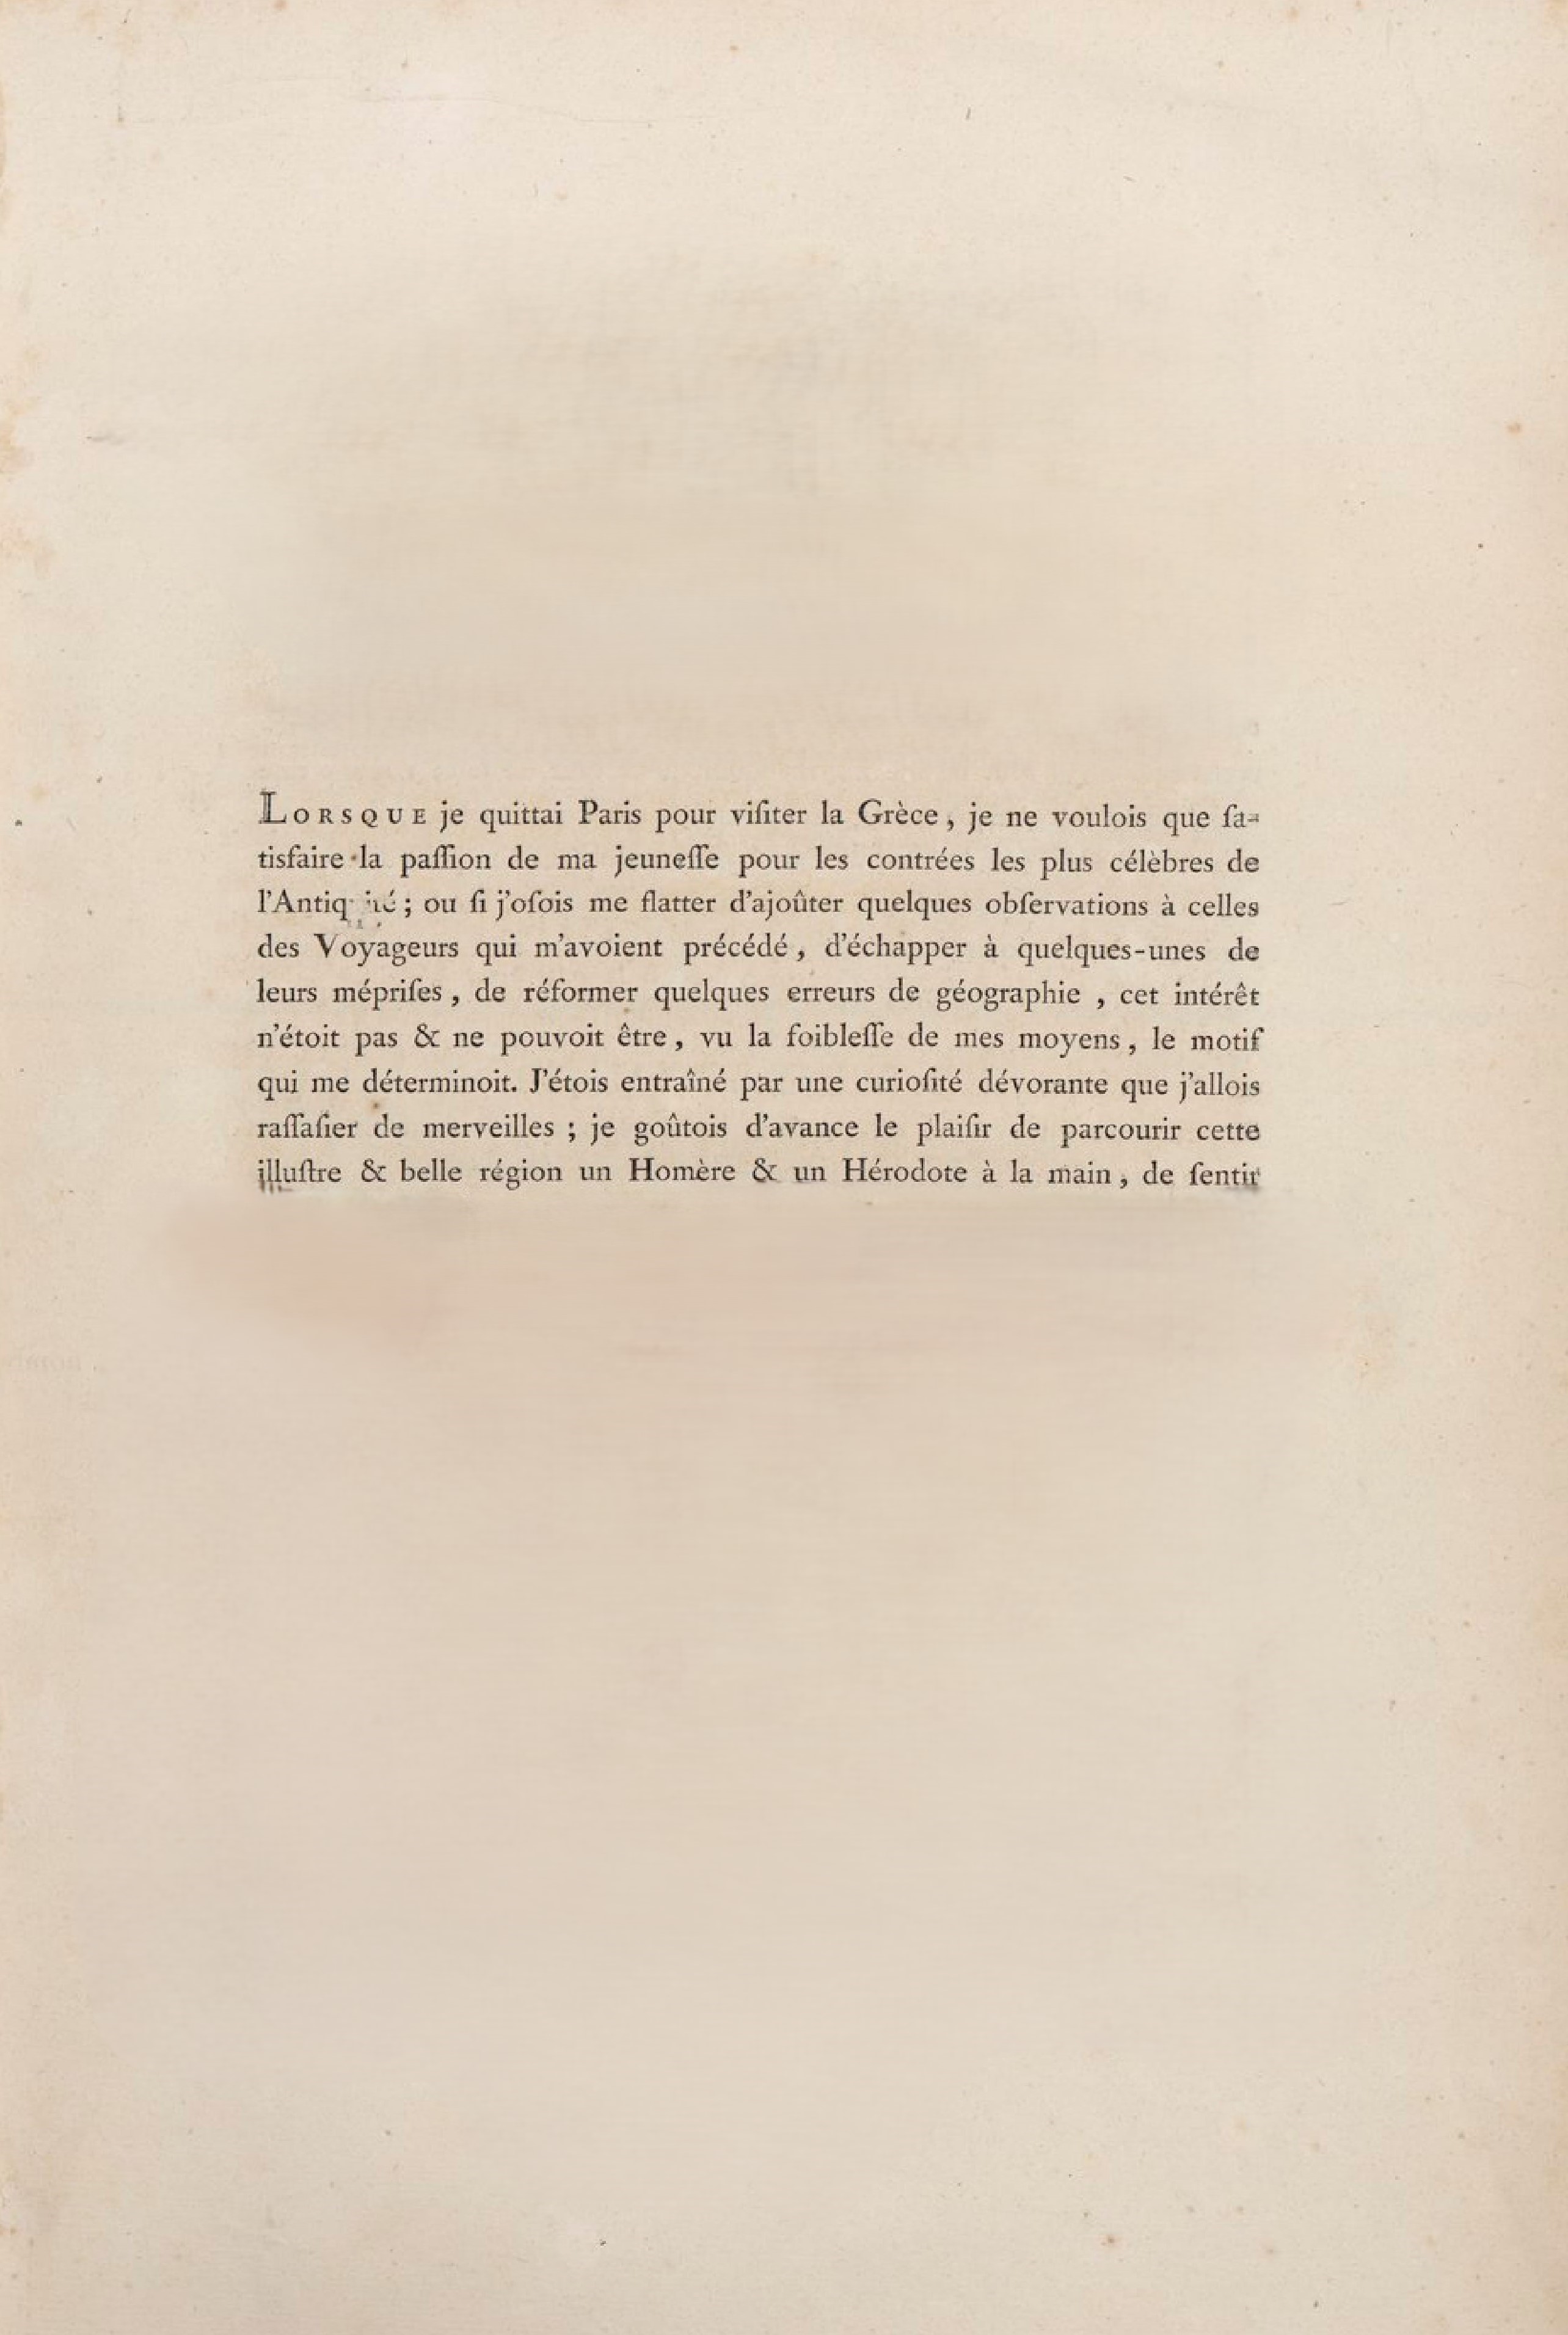 LORSQUE je quittai Paris pour viſiter la Grèce, je ne voulois que ſa-
tisfaire la paſſion de ma jeuneſſe pour les contrées les plus célèbres de
ou ſi j'oſois me flatter d'ajoûter quelques obſervations à celles
des Voyageurs qui m'avoient précédé, d'échapper à quelques-unes de
leurs mépriſes, de réformer quelques erreurs de géographie, cet intérêt
n'étoit pas & ne pouvoit être, vu la foibleſſe de mes moyens, le motif
qui me déterminoit. J'étois entraîné par une curioſité dévorante que j'allois
raſſaſier de merveilles; je goûtois d'avance le plaiſir de parcourir cette
illuſtre & belle région un Homère & un Hérodote à la main, de ſentir